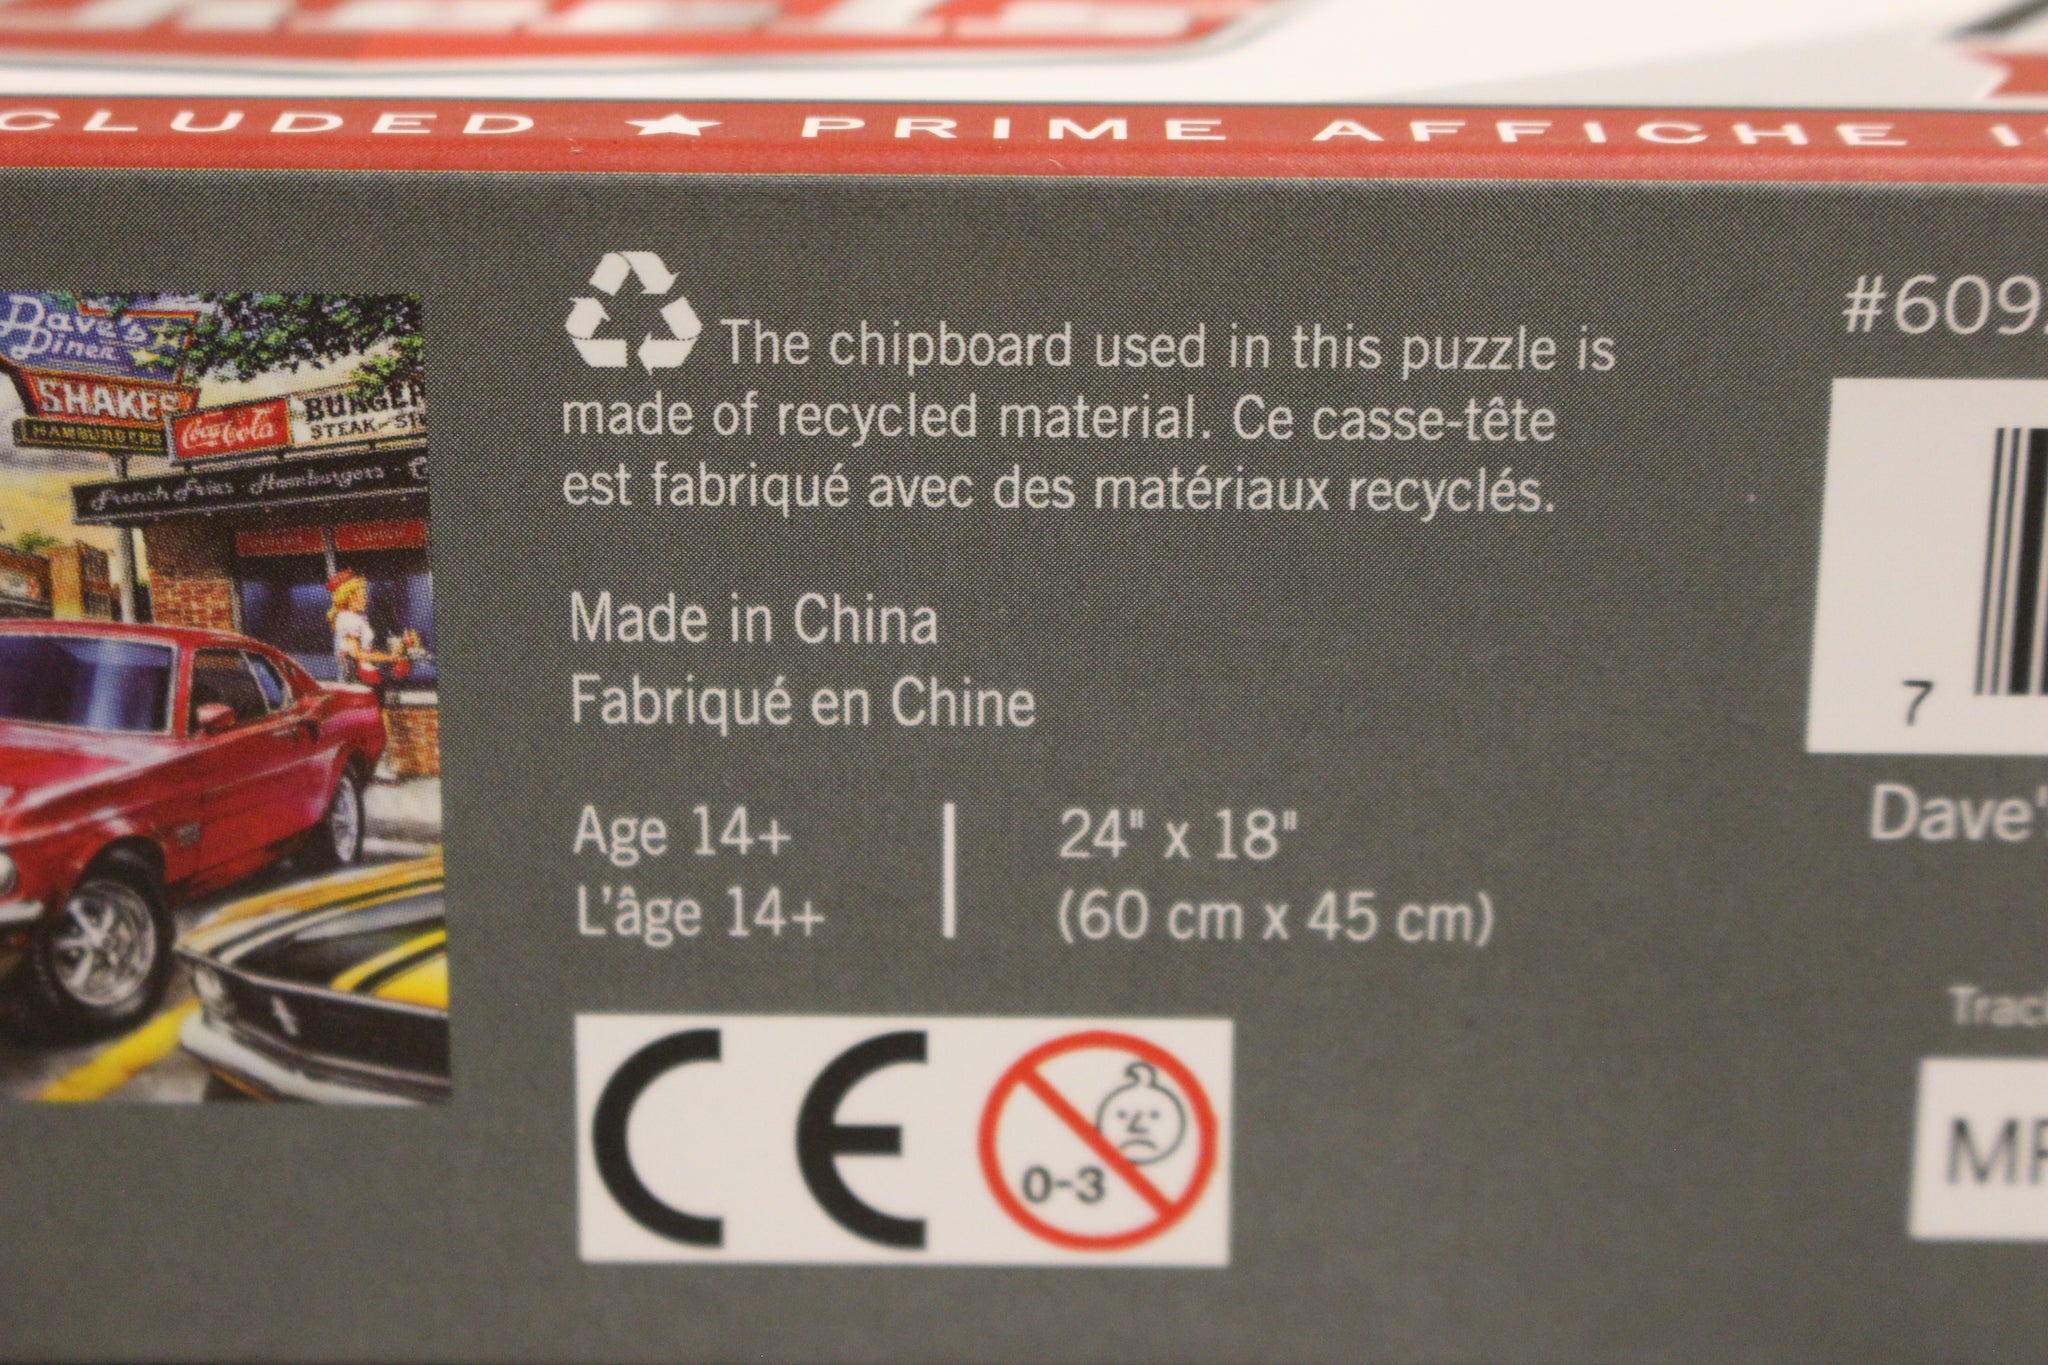 CLUDED ★ PRIME AFFICHE
Dave's
Diner
SHAKES
HAMBURGERS
Coca-Cola
BURGER
STEAK
French Fries - Hamburgers
The chipboard used in this puzzle is
made of recycled material. Ce casse-tête
est fabriqué avec des matériaux recyclés.
Made in China
Fabriqué en Chine
Age 14+
L'âge 14+
24" x 18"
(60 cm x 45 cm)
CE
0-3
#609
7
Dave'
Trac